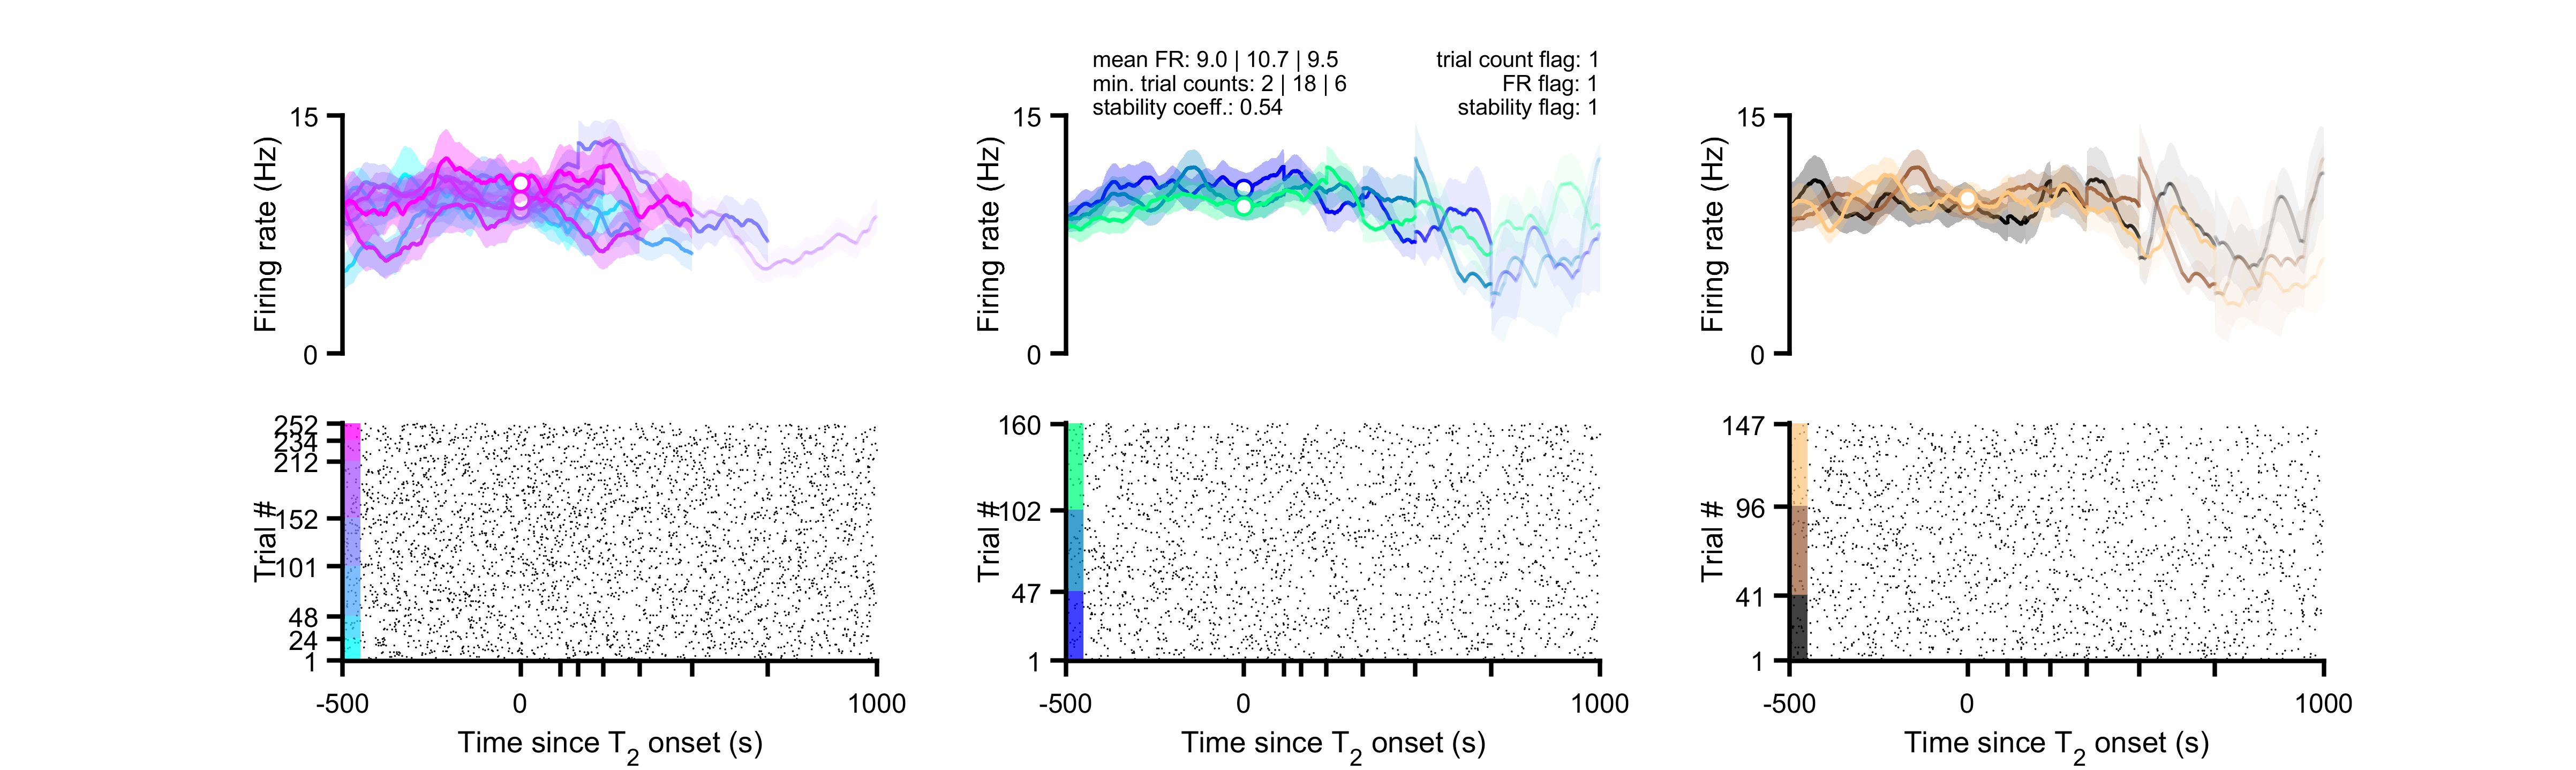 mean FR: 9.0 | 10.7 | 9.5
min. trial counts: 2 | 18 | 6
stability coeff.: 0.54
trial count flag: 1
FR flag: 1
stability flag: 1
15
Firing rate (Hz)
0
15
Firing rate (Hz)
0
15
Firing rate (Hz)
0
252
234
212
152
101
48
24
1
Trial #
-500
0
1000
Time since T2 onset (s)
160
102
47
1
Trial #
-500
0
1000
Time since T2 onset (s)
147
96
41
1
Trial #
-500
0
1000
Time since T2 onset (s)